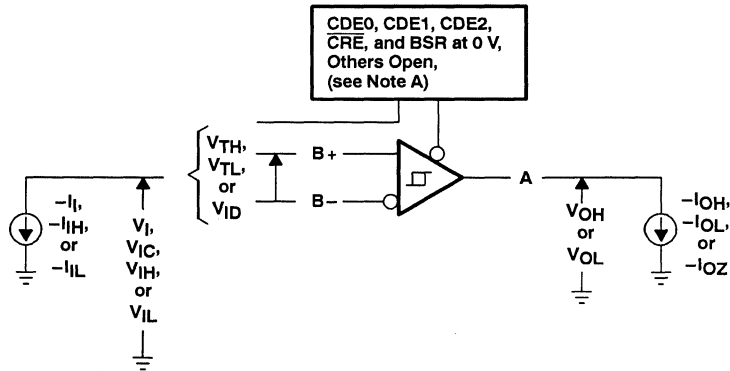 CDE0, CDE1, CDE2,
CRE, and BSR at 0 V,
Others Open,
(see Note A)
VTH,
VTL,
or
VID
B+
B−
A
−II,
−IIH,
or
−IIL
VI,
VIC,
VIH,
or
VIL
VOH
or
VOL
−IOH,
−IOL,
or
−IOZ